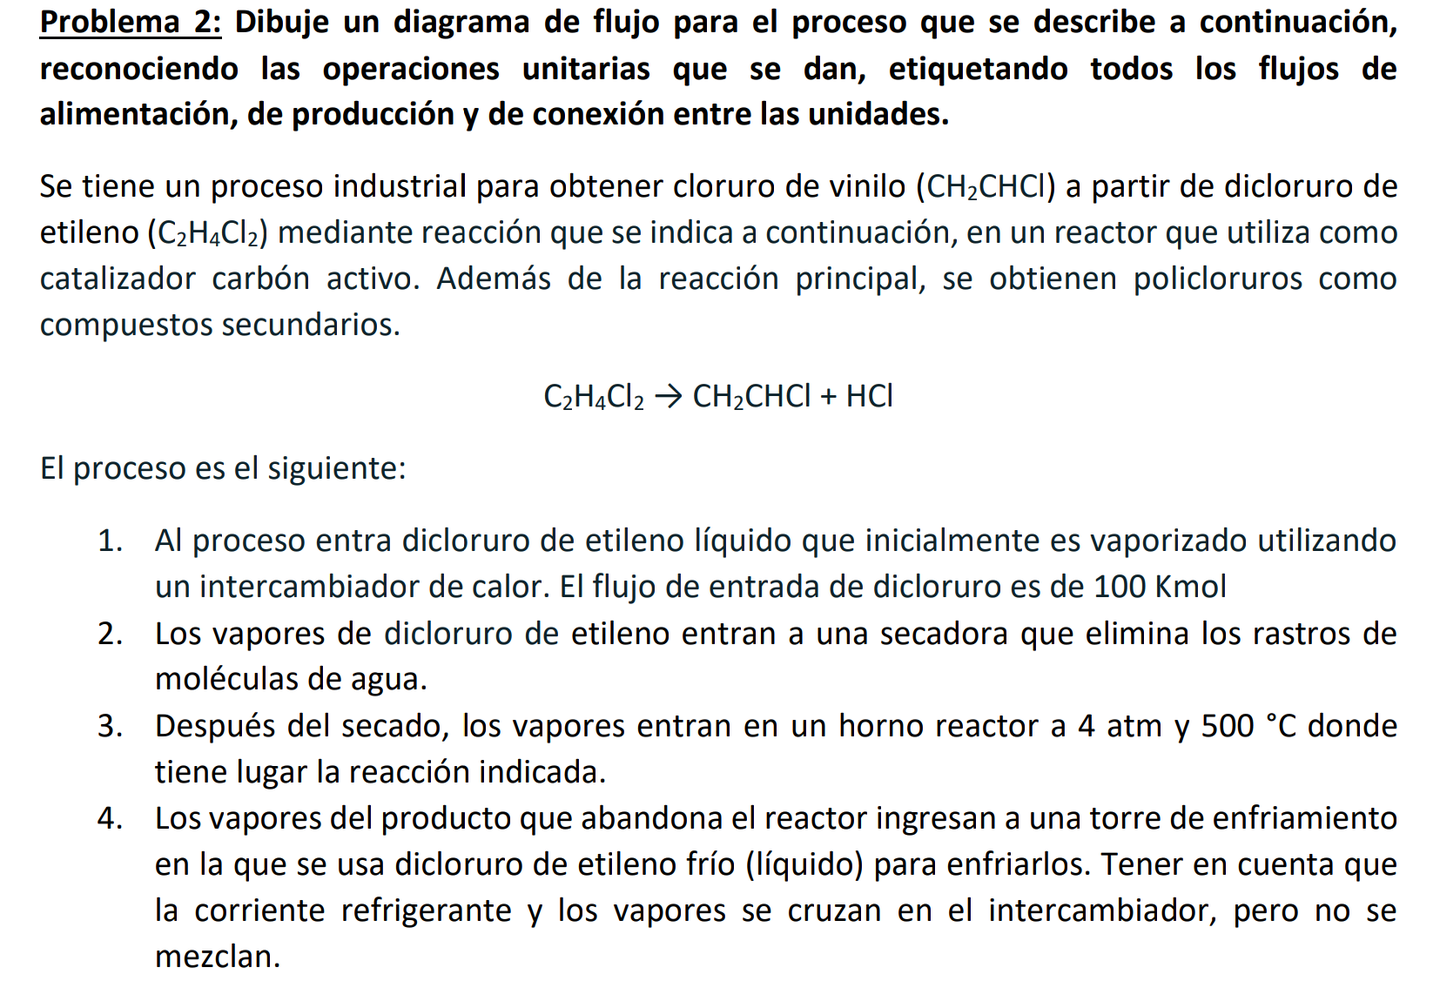 Problema 2: Dibuje un diagrama de flujo para el proceso que se describe a continuación,
reconociendo las operaciones unitarias que se dan, etiquetando todos los flujos de
alimentación, de producción y de conexión entre las unidades.
Se tiene un proceso industrial para obtener cloruro de vinilo (CH₂CHCl) a partir de dicloruro de
etileno (C₂H₄Cl₂) mediante reacción que se indica a continuación, en un reactor que utiliza como
catalizador carbón activo. Además de la reacción principal, se obtienen policloruros como
compuestos secundarios.
C₂H₄Cl₂ → CH₂CHCl + HCl
El proceso es el siguiente:
1. Al proceso entra dicloruro de etileno líquido que inicialmente es vaporizado utilizando
un intercambiador de calor. El flujo de entrada de dicloruro es de 100 Kmol
2. Los vapores de dicloruro de etileno entran a una secadora que elimina los rastros de
moléculas de agua.
3. Después del secado, los vapores entran en un horno reactor a 4 atm y 500 °C donde
tiene lugar la reacción indicada.
4. Los vapores del producto que abandona el reactor ingresan a una torre de enfriamiento
en la que se usa dicloruro de etileno frío (líquido) para enfriarlos. Tener en cuenta que
la corriente refrigerante y los vapores se cruzan en el intercambiador, pero no se
mezclan.